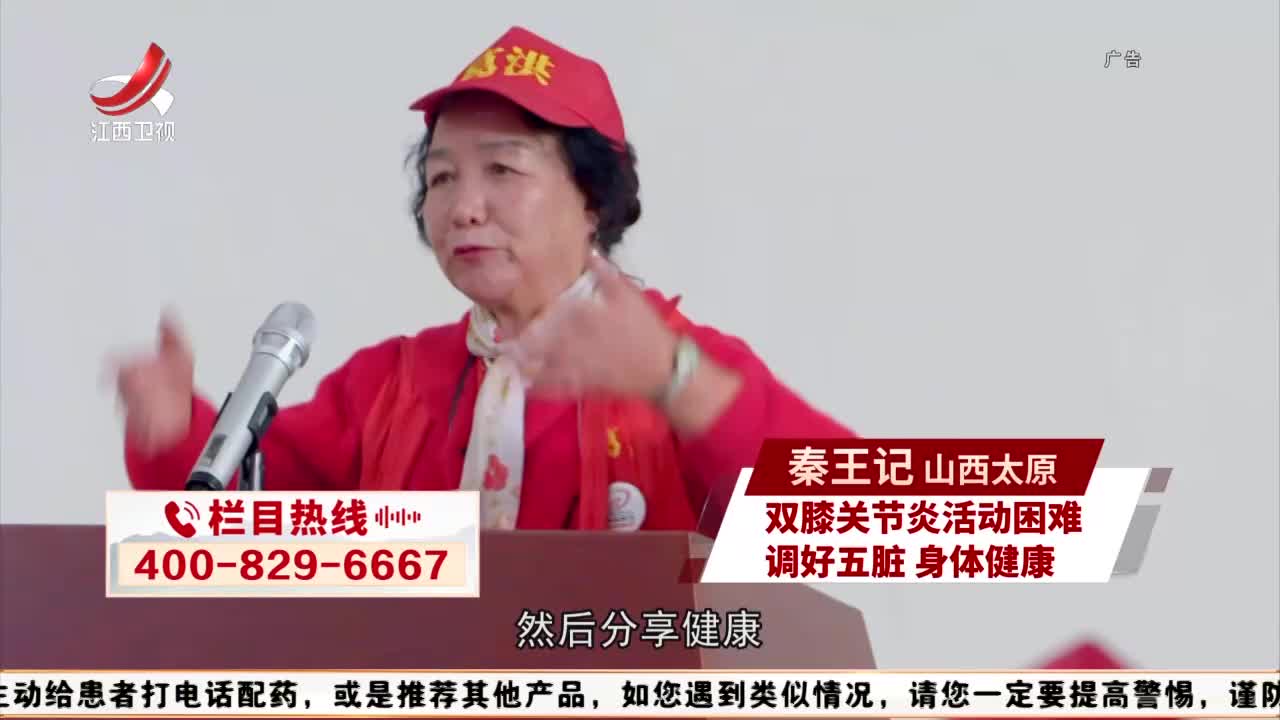 葛洪
广告
江西卫视
秦王记 山西太原
双膝关节炎活动困难
调好五脏 身体健康
栏目热线
400-829-6667
然后分享健康
主动给患者打电话配药，或是推荐其他产品，如您遇到类似情况，请您一定要提高警惕，谨防